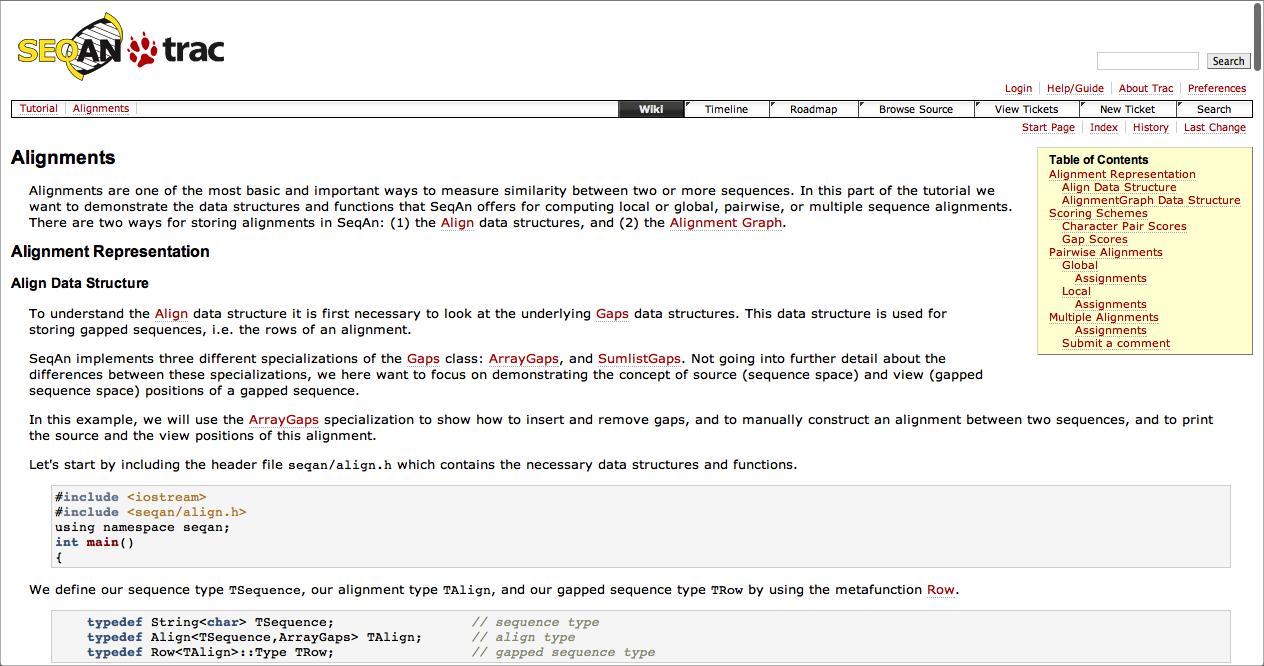 SEQAN trac
Search
Login Help/Guide About Trac Preferences
Tutorial Alignments Wiki Timeline Roadmap Browse Source View Tickets New Ticket Search
Start Page Index History Last Change
Alignments
Alignments are one of the most basic and important ways to measure similarity between two or more sequences. In this part of the tutorial we
want to demonstrate the data structures and functions that SeqAn offers for computing local or global, pairwise, or multiple sequence alignments.
There are two ways for storing alignments in SeqAn: (1) the Align data structures, and (2) the Alignment Graph.
Table of Contents
Alignment Representation
Align Data Structure
AlignmentGraph Data Structure
Scoring Schemes
Character Pair Scores
Gap Scores
Pairwise Alignments
Global
Assignments
Local
Assignments
Multiple Alignments
Assignments
Submit a comment
Alignment Representation
Align Data Structure
To understand the Align data structure it is first necessary to look at the underlying Gaps data structures. This data structure is used for
storing gapped sequences, i.e. the rows of an alignment.
SeqAn implements three different specializations of the Gaps class: ArrayGaps, and SumlistGaps. Not going into further detail about the
differences between these specializations, we here want to focus on demonstrating the concept of source (sequence space) and view (gapped
sequence space) positions of a gapped sequence.
In this example, we will use the ArrayGaps specialization to show how to insert and remove gaps, and to manually construct an alignment between two sequences, and to print
the source and the view positions of this alignment.
Let's start by including the header file seqan/align.h which contains the necessary data structures and functions.
#include <iostream>
#include <seqan/align.h>
using namespace seqan;
int main()
{
We define our sequence type TSequence, our alignment type TAlign, and our gapped sequence type TRow by using the metafunction Row.
typedef String<char> TSequence; // sequence type
typedef Align<TSequence,ArrayGaps> TAlign; // align type
typedef Row<TAlign>::Type TRow; // gapped sequence type